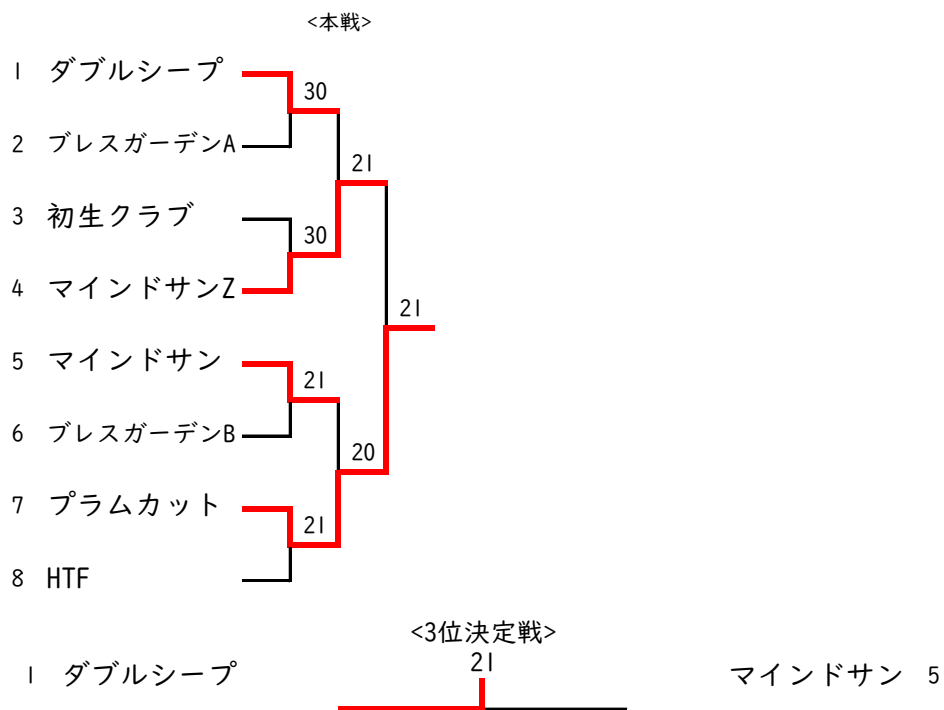 <本戦>
1 ダブルシープ
30
2 ブレスガーデンA
21
3 初生クラブ
30
4 マインドサンZ
21
5 マインドサン
21
6 ブレスガーデンB
20
7 プラムカット
21
8 HTF
<3位決定戦>
21
1 ダブルシープ マインドサン 5